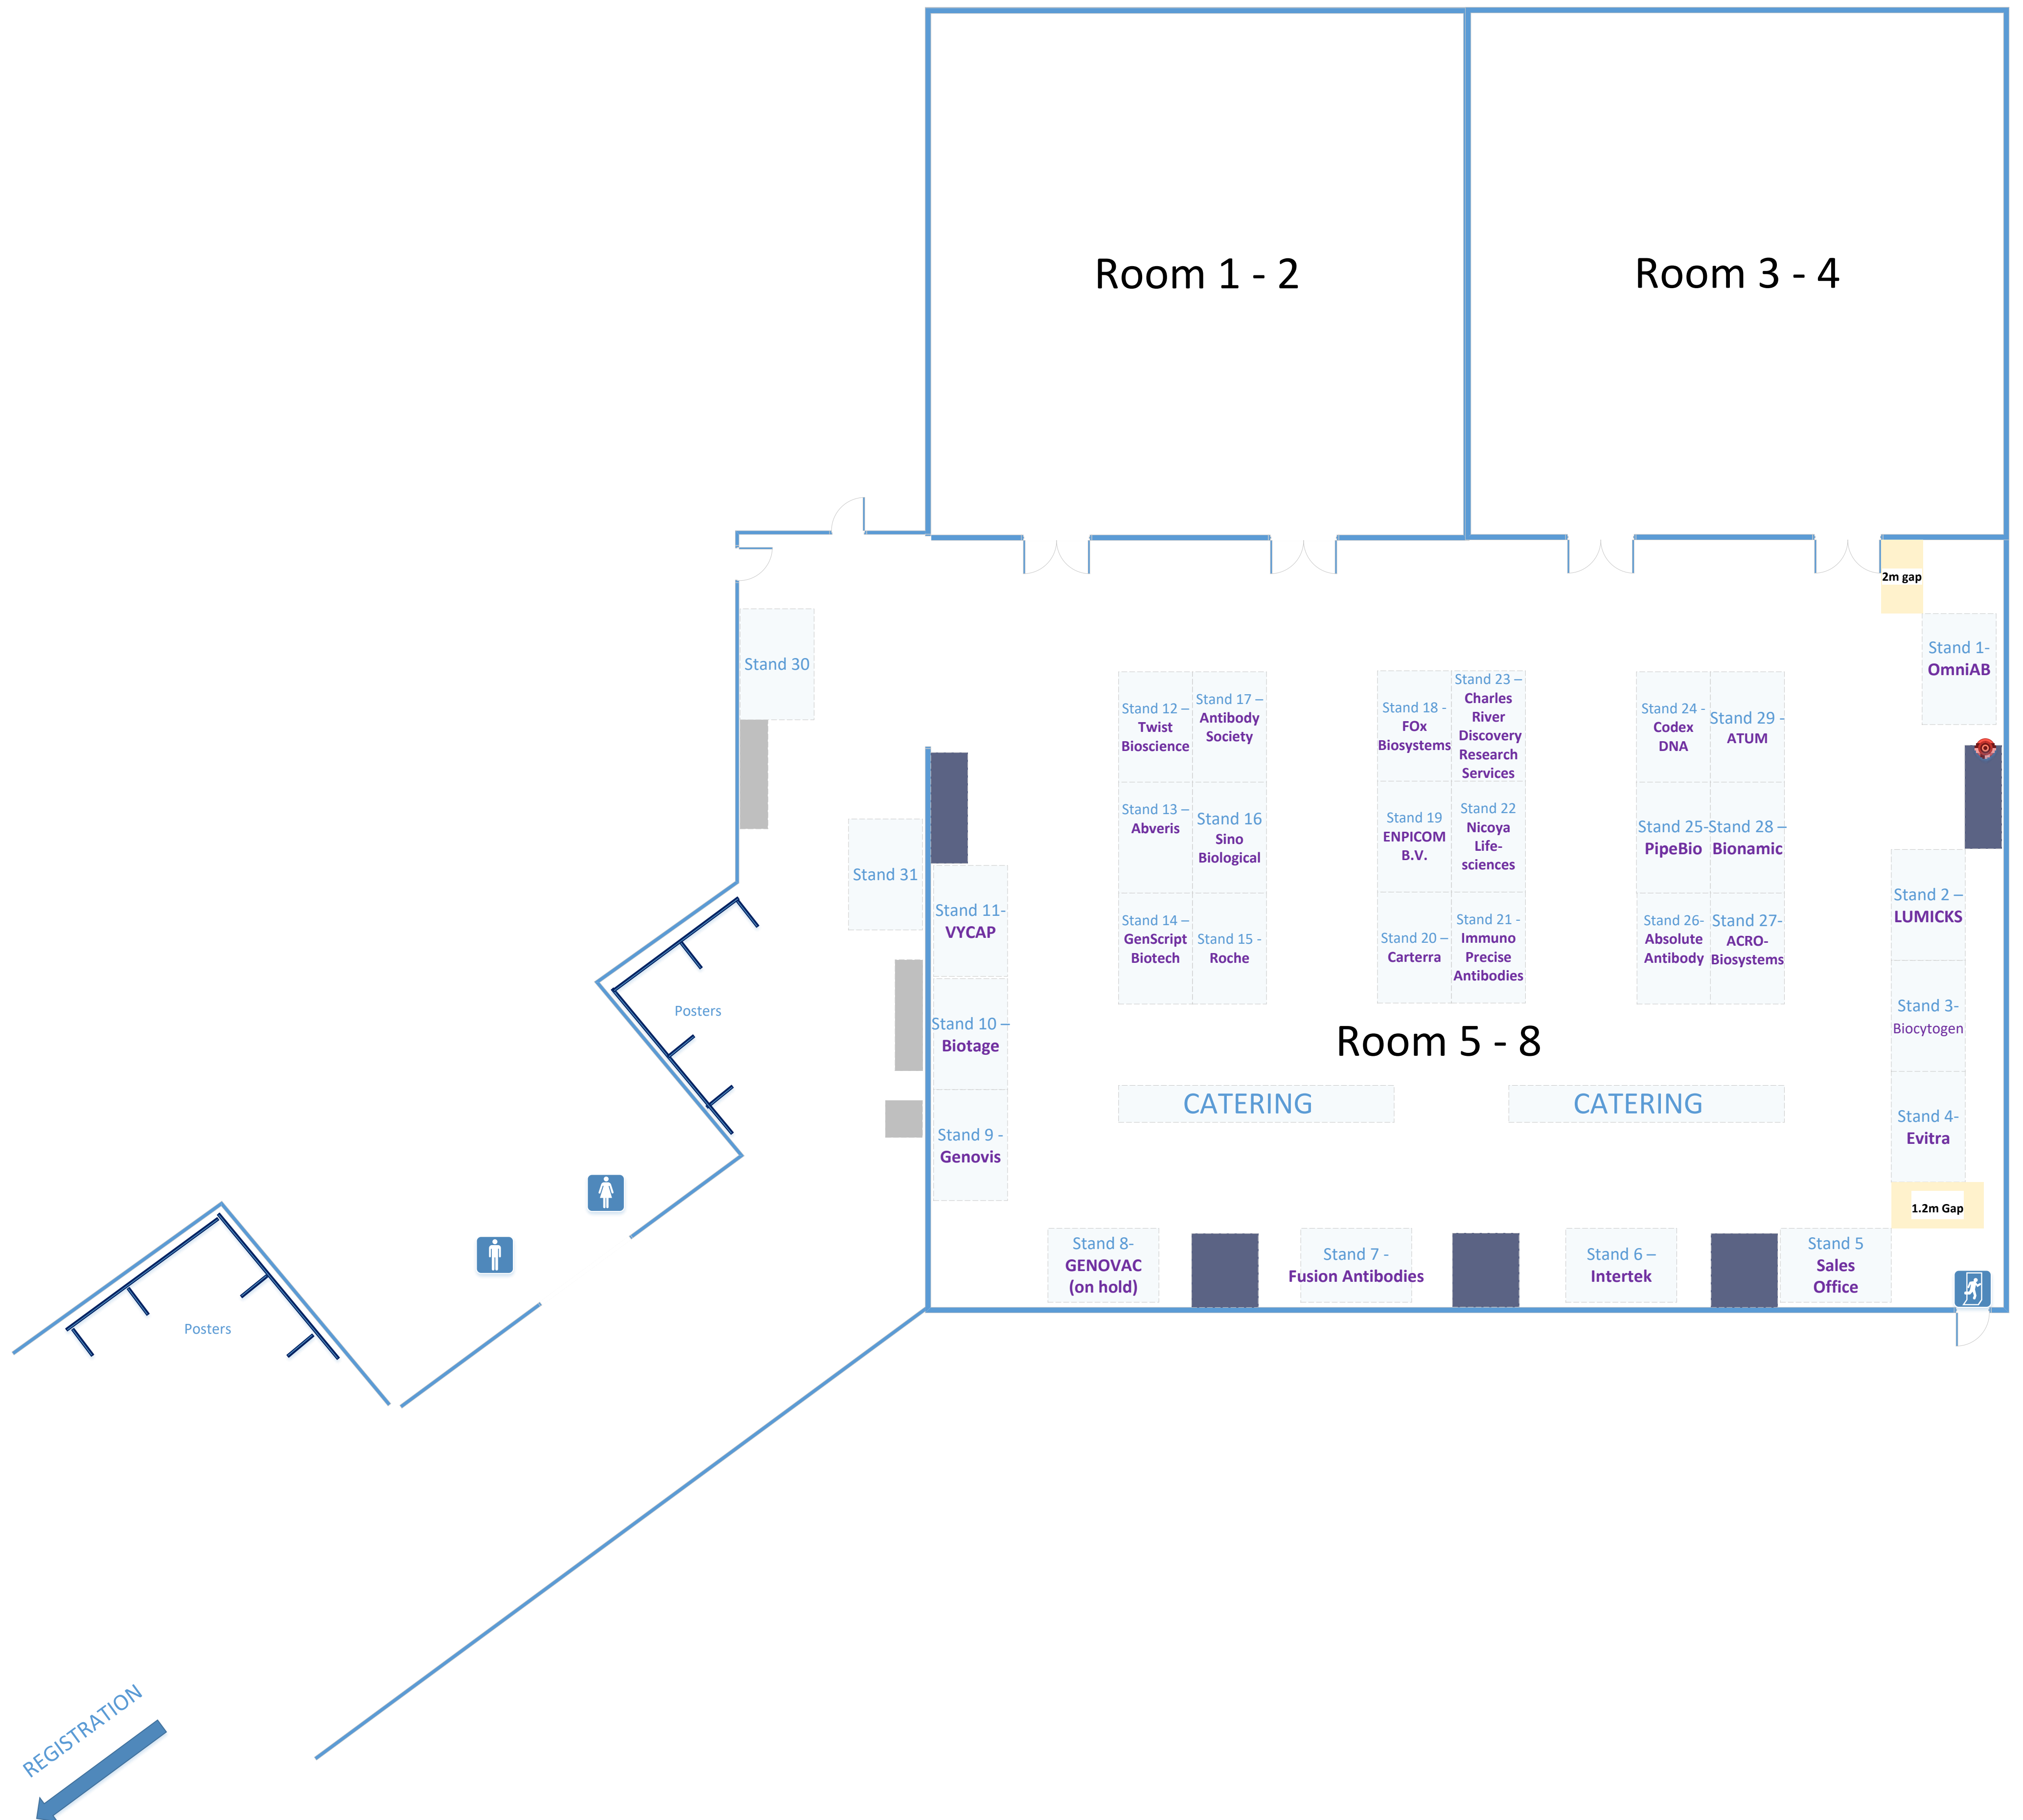 Room 1 - 2
Room 3 - 4
2m gap
Stand 30
Stand 31
Stand 1-
OmniAB
Stand 12 –
Twist
Bioscience
Stand 17 –
Antibody
Society
Stand 18 -
FOx
Biosystems
Stand 23 –
Charles
River
Discovery
Research
Services
Stand 24 -
Codex
DNA
Stand 29 -
ATUM
Stand 13 –
Abveris
Stand 16
Sino
Biological
Stand 19
ENPICOM
B.V.
Stand 22
Nicoya
Life-
sciences
Stand 25-
PipeBio
Stand 28 –
Bionamic
Stand 14 –
GenScript
Biotech
Stand 15 -
Roche
Stand 20 –
Carterra
Stand 21 -
Immuno
Precise
Antibodies
Stand 26-
Absolute
Antibody
Stand 27-
ACRO-
Biosystems
Stand 2 –
LUMICKS
Stand 3-
Biocytogen
Stand 4-
Evitra
1.2m Gap
Stand 11-
VYCAP
Stand 10 –
Biotage
Stand 9 -
Genovis
Room 5 - 8
CATERING
CATERING
Stand 8-
GENOVAC
(on hold)
Stand 7 -
Fusion Antibodies
Stand 6 –
Intertek
Stand 5
Sales
Office
Posters
Posters
REGISTRATION